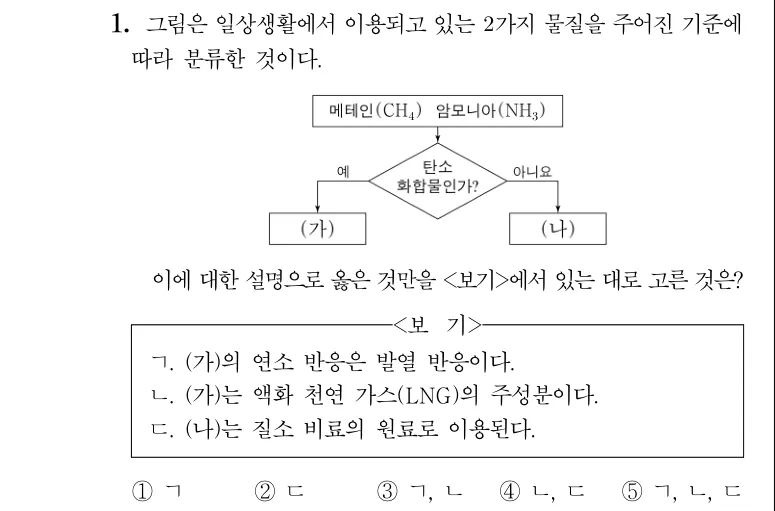 1. 그림은 일상생활에서 이용되고 있는 2가지 물질을 주어진 기준에
따라 분류한 것이다.
메테인(CH₄) 암모니아(NH₃)
탄소
화합물인가?
예
아니요
(가)
(나)
이에 대한 설명으로 옳은 것만을 <보기>에서 있는 대로 고른 것은?
<보 기>
ㄱ. (가)의 연소 반응은 발열 반응이다.
ㄴ. (가)는 액화 천연 가스(LNG)의 주성분이다.
ㄷ. (나)는 질소 비료의 원료로 이용된다.
① ㄱ ② ㄷ ③ ㄱ, ㄴ ④ ㄴ, ㄷ ⑤ ㄱ, ㄴ, ㄷ